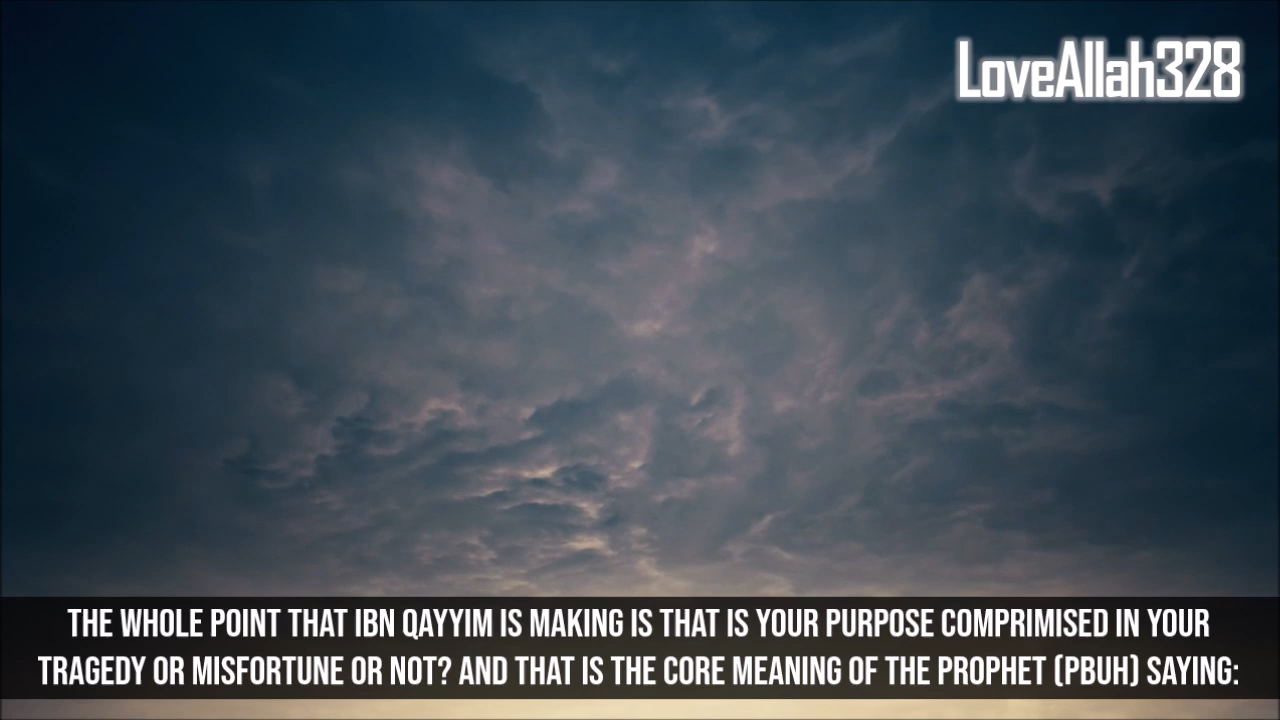 LoveAllah328
THE WHOLE POINT THAT IBN QAYYIM IS MAKING IS THAT IS YOUR PURPOSE COMPRIMISED IN YOUR
TRAGEDY OR MISFORTUNE OR NOT? AND THAT IS THE CORE MEANING OF THE PROPHET (PBUH) SAYING: